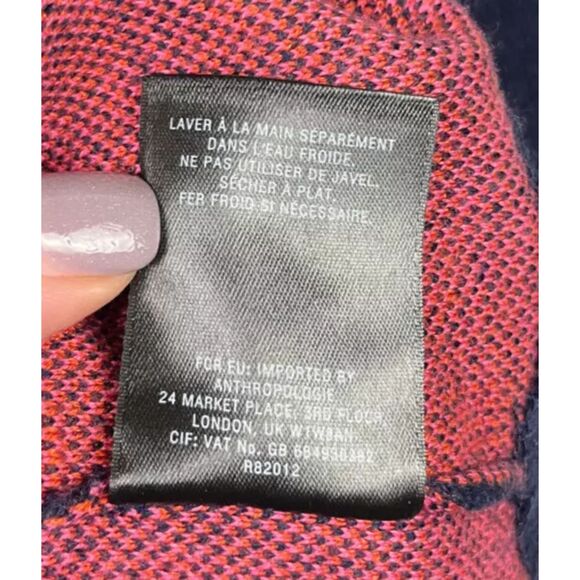 LAVER À LA MAIN SÉPARÉMENT
DANS L'EAU FROIDE.
NE PAS UTILISER DE JAVEL.
SÉCHER À PLAT.
FER FROID SI NÉCESSAIRE.
FOR EU: IMPORTED BY
ANTHROPOLOGIE
24 MARKET PLACE, 3RD FLOOR,
LONDON, UK W1W8AN.
CIF: VAT No. GB
R82012